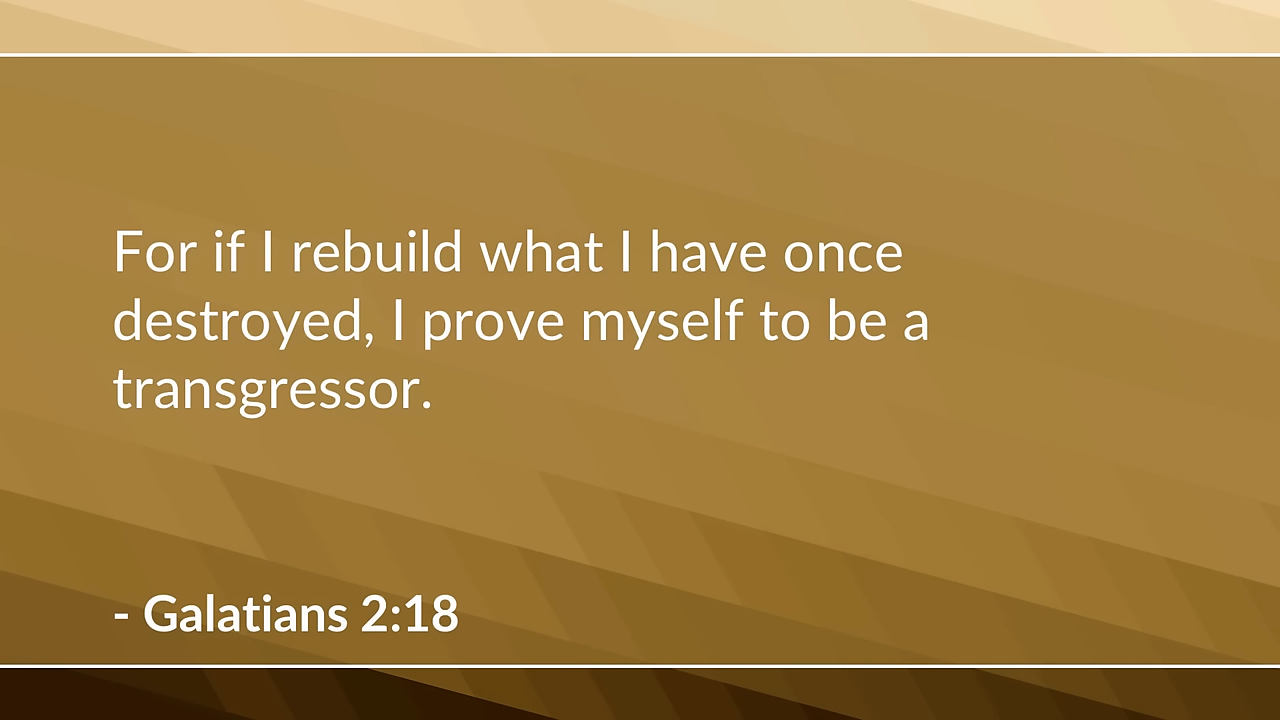 For if I rebuild what I have once
destroyed, I prove myself to be a
transgressor.
- Galatians 2:18